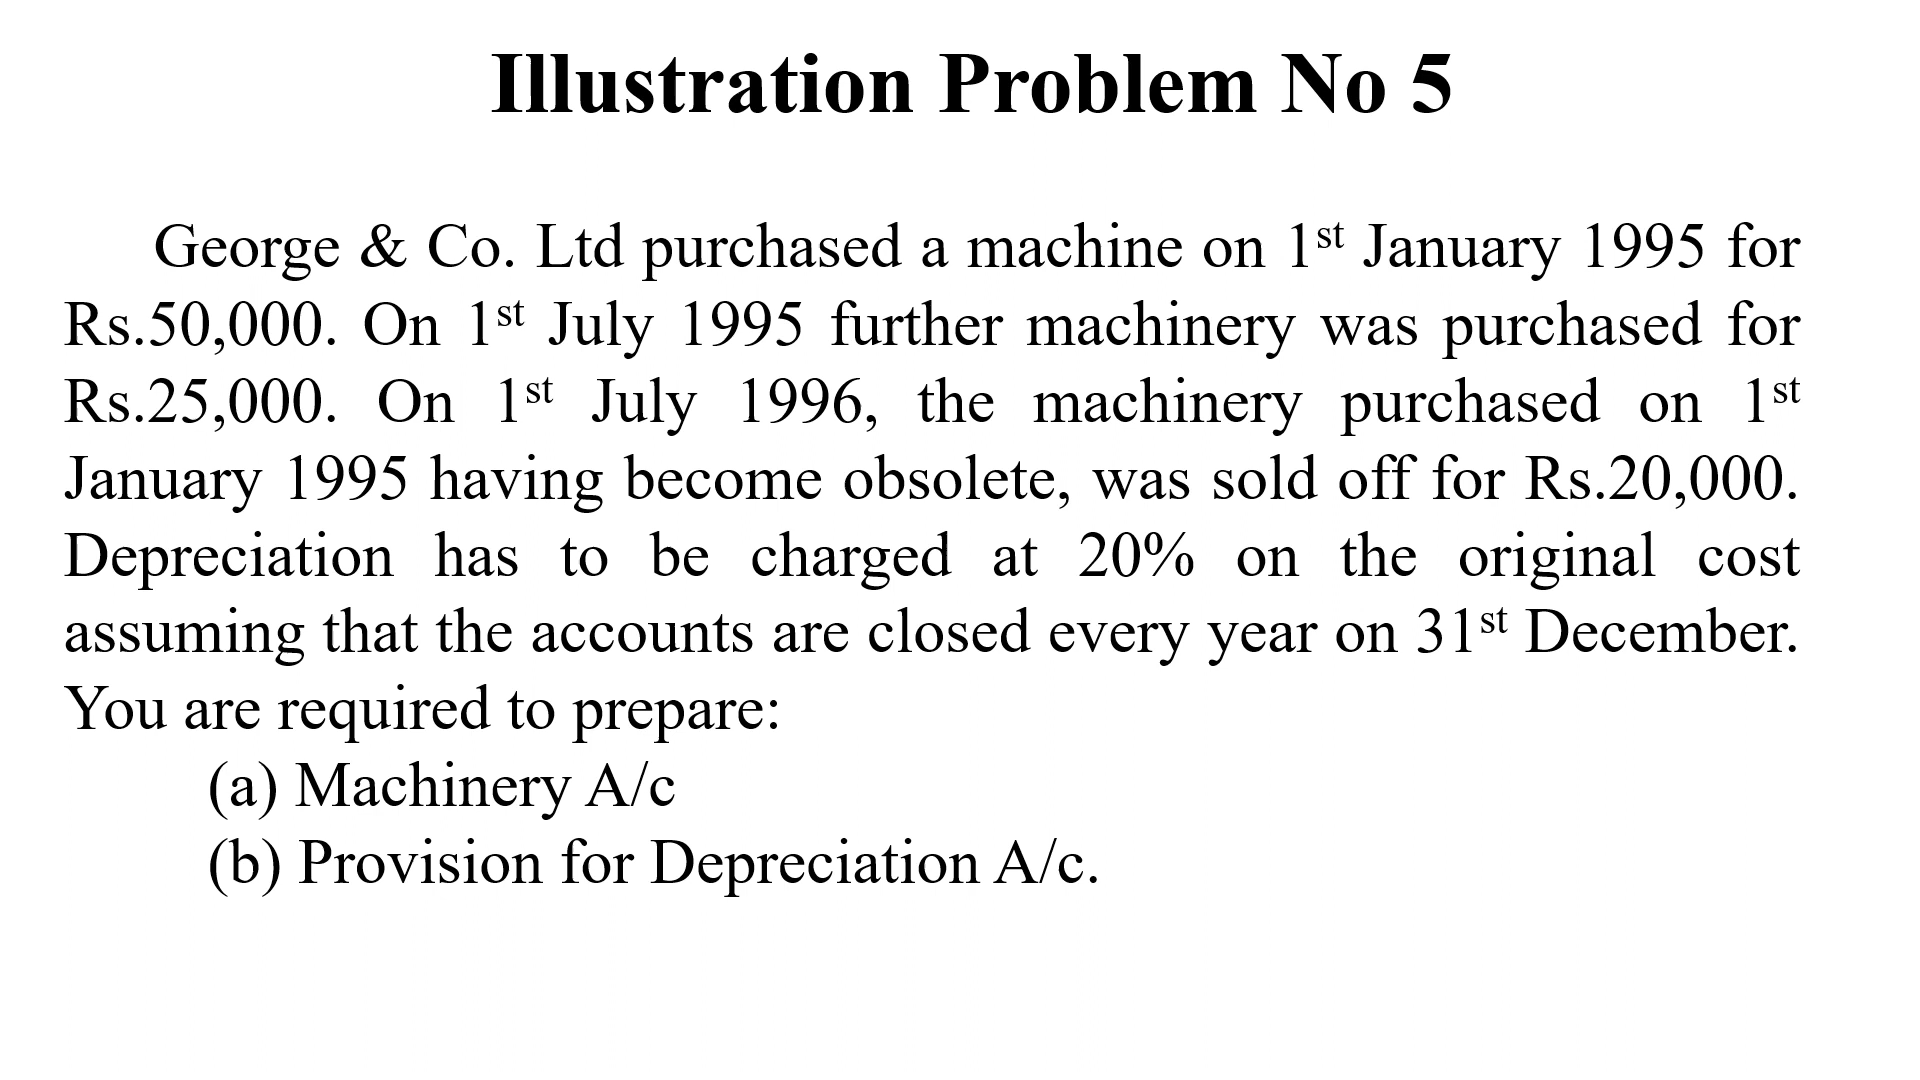 Illustration Problem No 5
George & Co. Ltd purchased a machine on 1st January 1995 for
Rs.50,000. On 1st July 1995 further machinery was purchased for
Rs.25,000. On 1st July 1996, the machinery purchased on 1st
January 1995 having become obsolete, was sold off for Rs.20,000.
Depreciation has to be charged at 20% on the original cost
assuming that the accounts are closed every year on 31st December.
You are required to prepare:
(a) Machinery A/c
(b) Provision for Depreciation A/c.